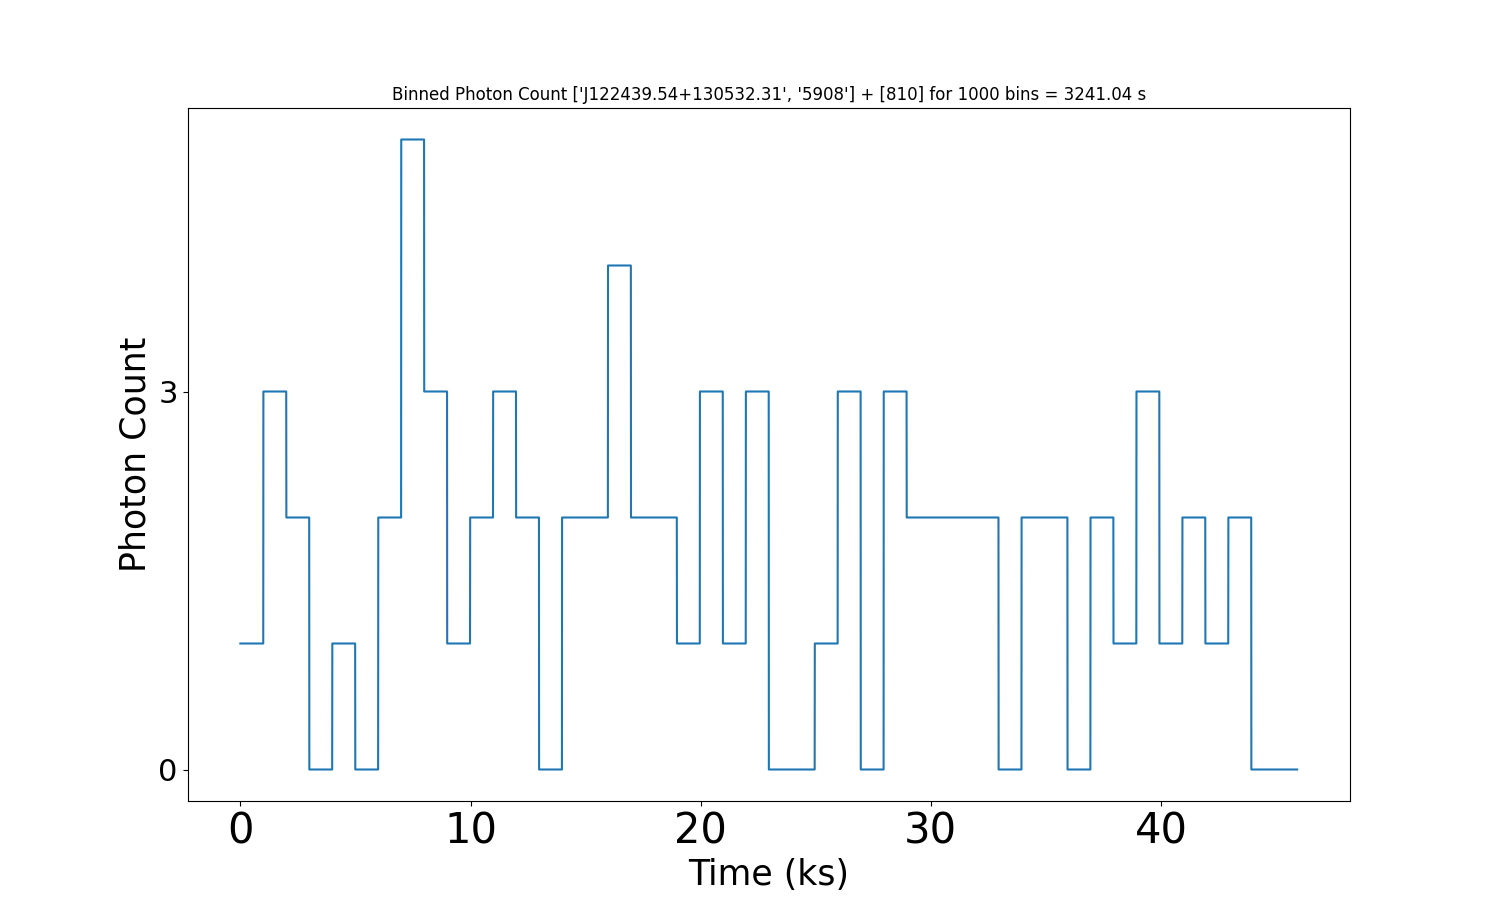 Binned Photon Count ['J122439.54+130532.31', '5908'] + [810] for 1000 bins = 3241.04 s
Photon Count
3
0
0 10 20 30 40
Time (ks)